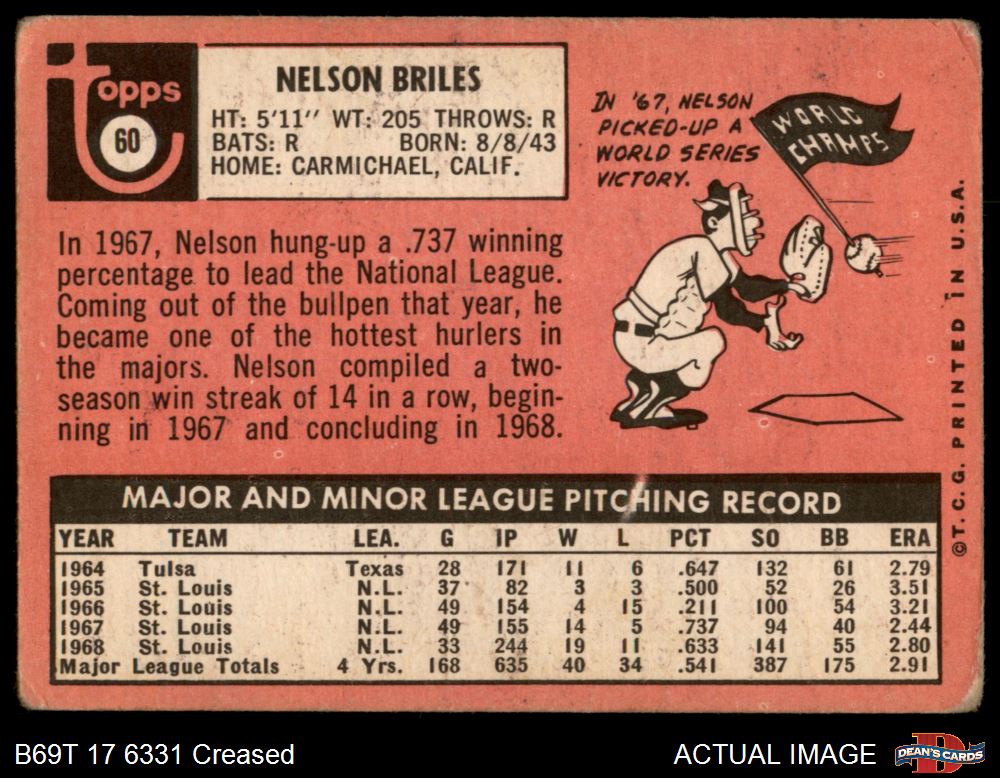 topps
60
NELSON BRILES
HT: 5'11" WT: 205 THROWS: R
BATS: R BORN: 8/8/43
HOME: CARMICHAEL, CALIF.
IN '67, NELSON
PICKED-UP A
WORLD SERIES
VICTORY.
WORLD
CHAMPS
In 1967, Nelson hung-up a .737 winning
percentage to lead the National League.
Coming out of the bullpen that year, he
became one of the hottest hurlers in
the majors. Nelson compiled a two-
season win streak of 14 in a row, begin-
ning in 1967 and concluding in 1968.
MAJOR AND MINOR LEAGUE PITCHING RECORD
YEAR TEAM LEA. G IP W L PCT SO BB ERA
1964 Tulsa Texas 28 171 11 6 .647 132 61 2.79
1965 St. Louis N.L. 37 82 3 3 .500 52 26 3.51
1966 St. Louis N.L. 49 154 4 15 .211 100 54 3.21
1967 St. Louis N.L. 49 155 14 5 .737 94 40 2.44
1968 St. Louis N.L. 33 244 19 11 .633 141 55 2.80
Major League Totals 4 Yrs. 168 635 40 34 .541 387 175 2.91
©T.C.G. PRINTED IN U.S.A.
B69T 17 6331 Creased
ACTUAL IMAGE
DEAN'S CARDS